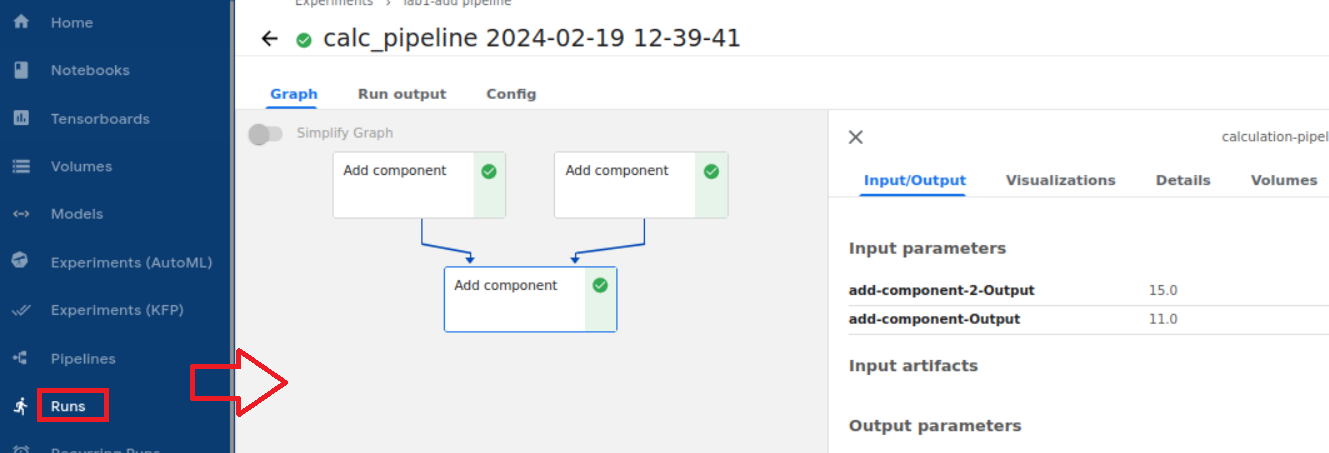 Home
Notebooks
Tensorboards
Volumes
Models
Experiments (AutoML)
Experiments (KFP)
Pipelines
Runs
Recurring Runs
Experiments > lab1-add pipeline
calc_pipeline 2024-02-19 12-39-41
Graph Run output Config
Simplify Graph
Add component
Add component
Add component
calculation-pipel
Input/Output Visualizations Details Volumes
Input parameters
add-component-2-Output 15.0
add-component-Output 11.0
Input artifacts
Output parameters